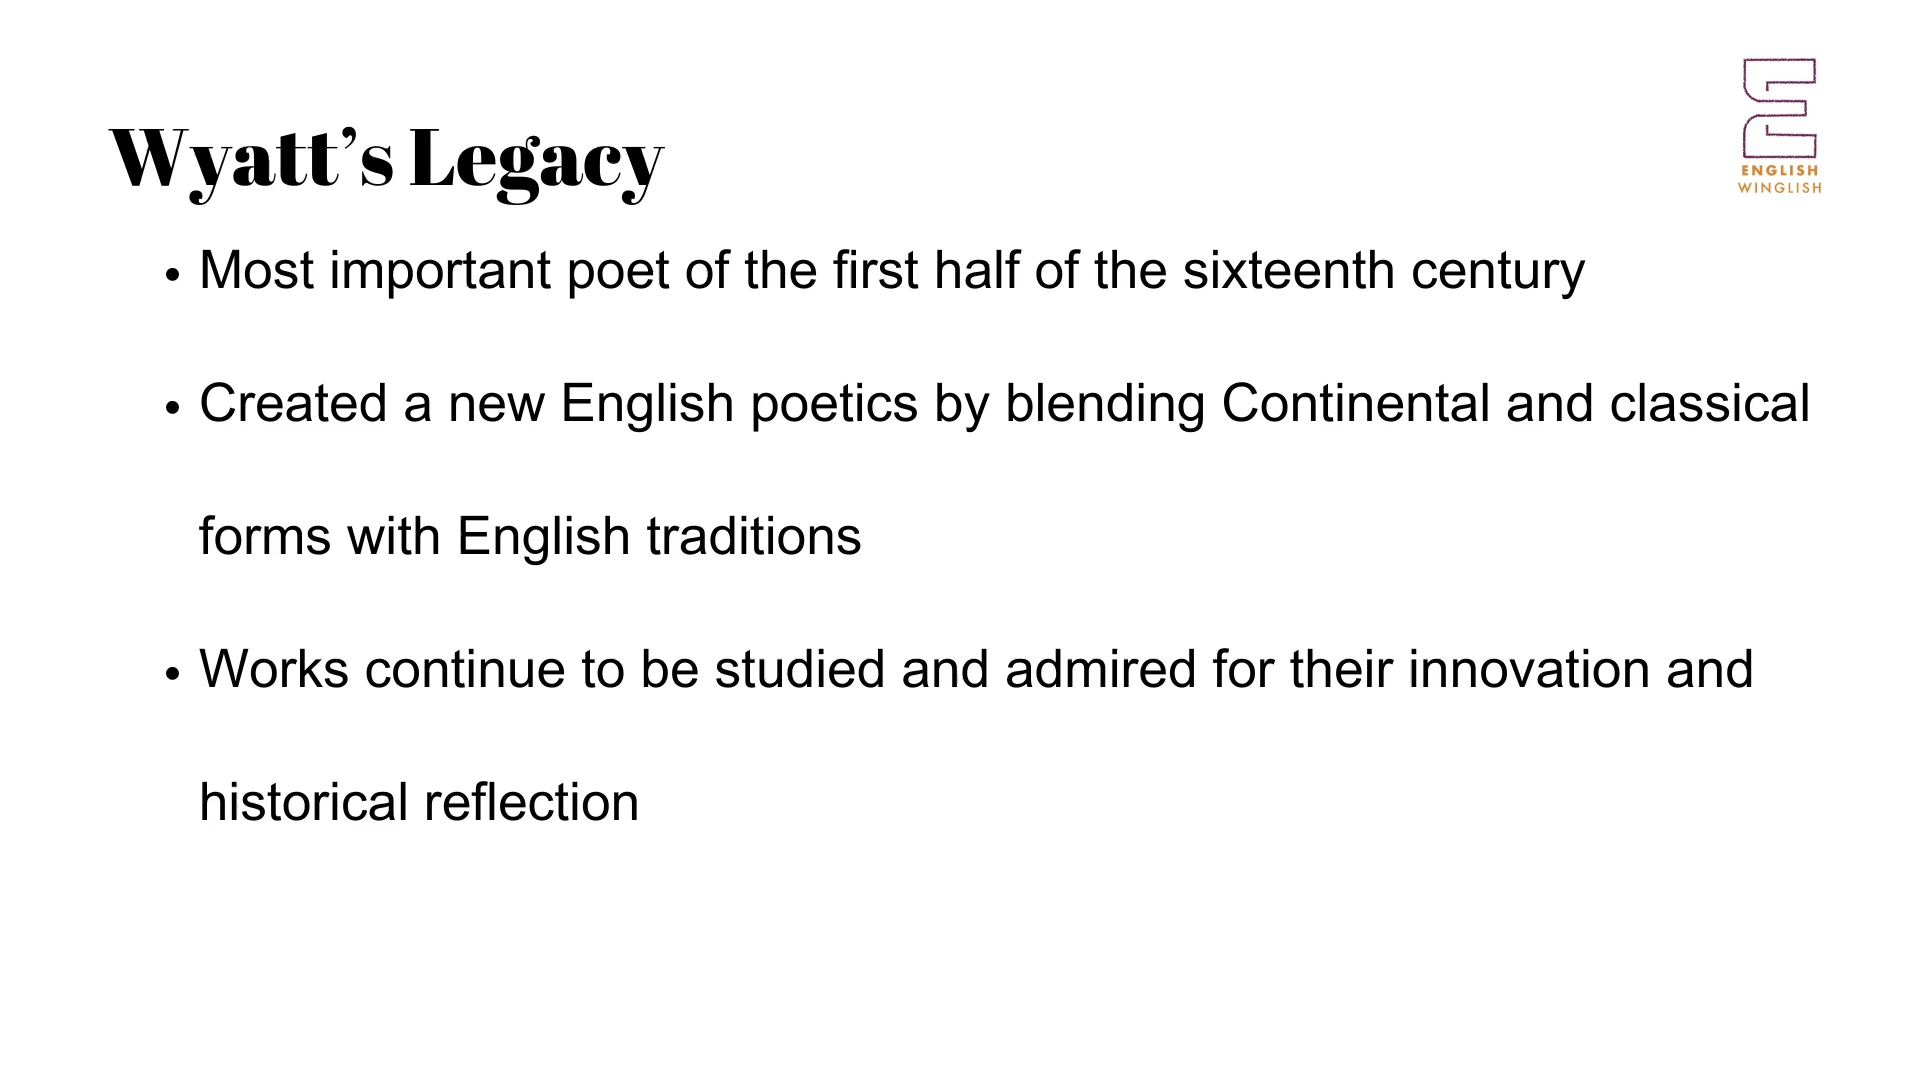 Wyatt’s Legacy
ENGLISH
WINGLISH
• Most important poet of the first half of the sixteenth century
• Created a new English poetics by blending Continental and classical
forms with English traditions
• Works continue to be studied and admired for their innovation and
historical reflection